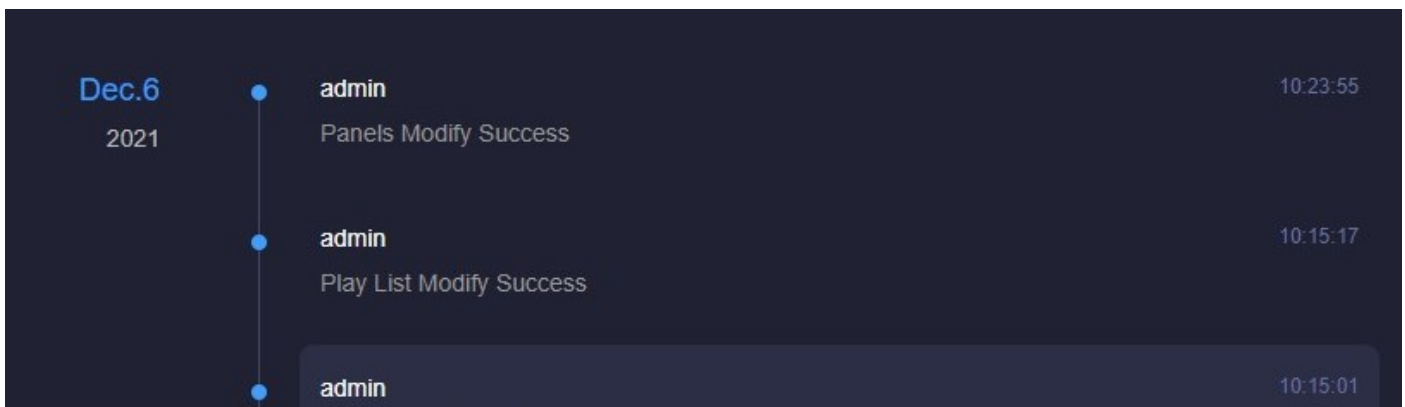 Dec.6
2021
admin
10:23:55
Panels Modify Success
admin
10:15:17
Play List Modify Success
admin
10:15:01